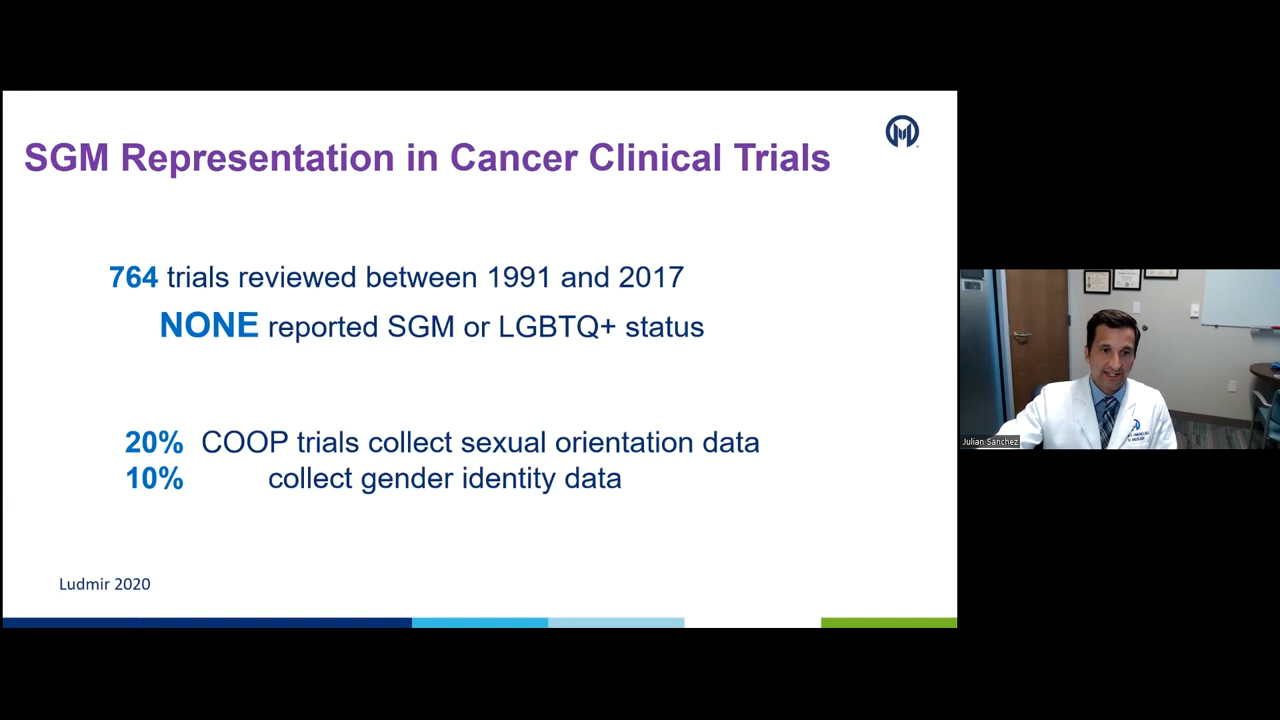 SGM Representation in Cancer Clinical Trials
764 trials reviewed between 1991 and 2017
NONE reported SGM or LGBTQ+ status
20% COOP trials collect sexual orientation data
10% collect gender identity data
Ludmir 2020
Julian Sanchez